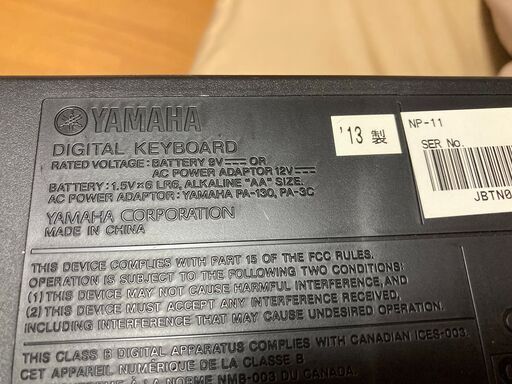 YAMAHA
DIGITAL KEYBOARD
RATED VOLTAGE: BATTERY 9V⎓ OR
AC POWER ADAPTOR 12V⎓
BATTERY: 1.5V×6 LR6, ALKALINE "AA" SIZE.
AC POWER ADAPTOR: YAMAHA PA-130, PA-3C
YAMAHA CORPORATION
MADE IN CHINA
'13 製
NP-11
SER No.
JBTN0
THIS DEVICE COMPLIES WITH PART 15 OF THE FCC RULES.
OPERATION IS SUBJECT TO THE FOLLOWING TWO CONDITIONS:
(1) THIS DEVICE MAY NOT CAUSE HARMFUL INTERFERENCE, AND
(2) THIS DEVICE MUST ACCEPT ANY INTERFERENCE RECEIVED,
INCLUDING INTERFERENCE THAT MAY CAUSE UNDESIRED OPERATION.
THIS CLASS B DIGITAL APPARATUS COMPLIES WITH CANADIAN ICES-003.
CET APPAREIL NUMÉRIQUE DE LA CLASSE B
À LA NORME NMB-003 DU CANADA.